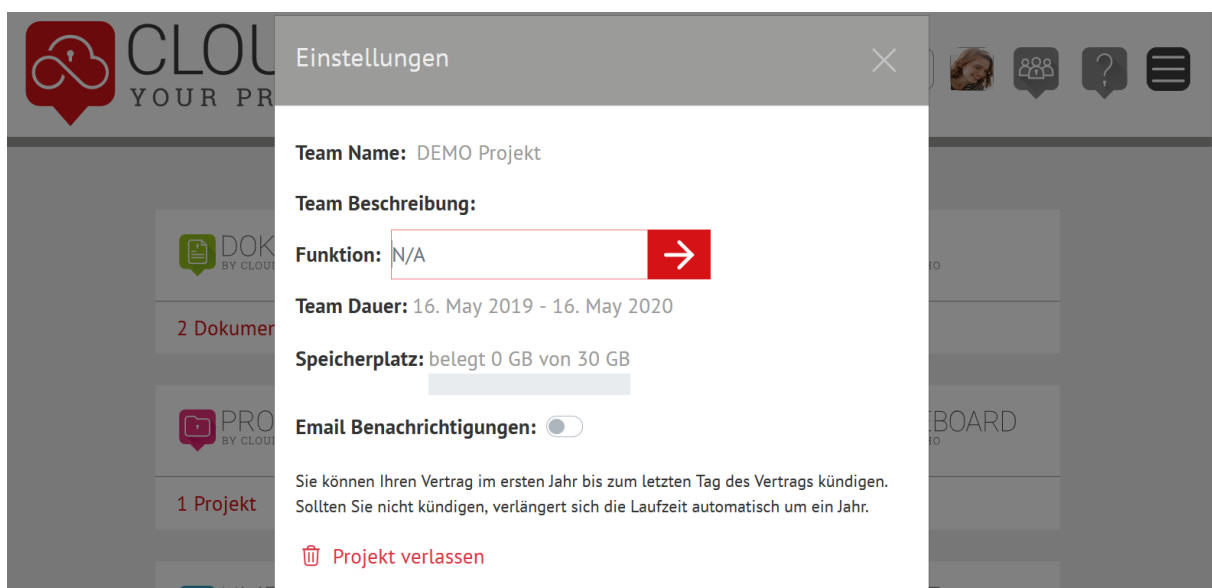 CLOU
YOUR PR
Einstellungen
Team Name: DEMO Projekt
Team Beschreibung:
Funktion: N/A
Team Dauer: 16. May 2019 - 16. May 2020
Speicherplatz: belegt 0 GB von 30 GB
Email Benachrichtigungen:
Sie können Ihren Vertrag im ersten Jahr bis zum letzten Tag des Vertrags kündigen.
Sollten Sie nicht kündigen, verlängert sich die Laufzeit automatisch um ein Jahr.
Projekt verlassen
DOK
BY CLOU
2 Dokumen
PRO
BY CLOU
EBOARD
1 Projekt